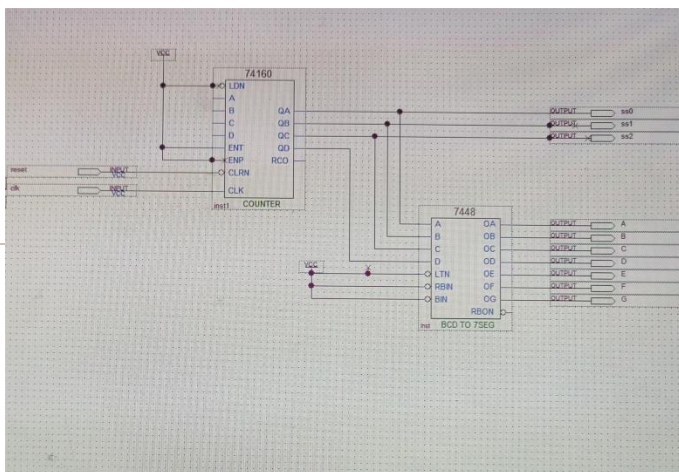 VCC
74160
LDN
A
B QA
C QB
D QC
ENT QD
ENP RCO
CLRN
CLK
inst1 COUNTER
reset INPUT
VCC
clk INPUT
VCC
OUTPUT ss0
OUTPUT ss1
OUTPUT ss2
7448
A OA
B OB
C OC
D OD
LTN OE
RBIN OF
BIN OG
RBON
inst BCD TO 7SEG
VCC
OUTPUT A
OUTPUT B
OUTPUT C
OUTPUT D
OUTPUT E
OUTPUT F
OUTPUT G